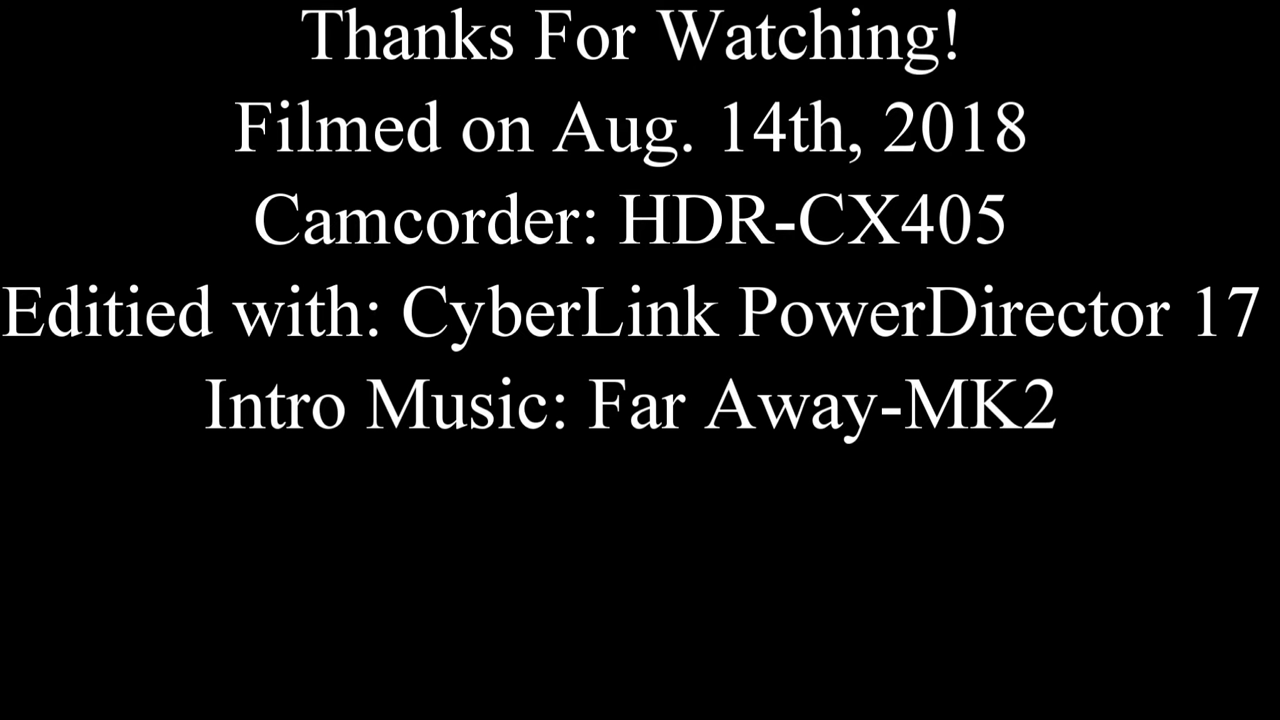 Thanks For Watching!
Filmed on Aug. 14th, 2018
Camcorder: HDR-CX405
Editied with: CyberLink PowerDirector 17
Intro Music: Far Away-MK2